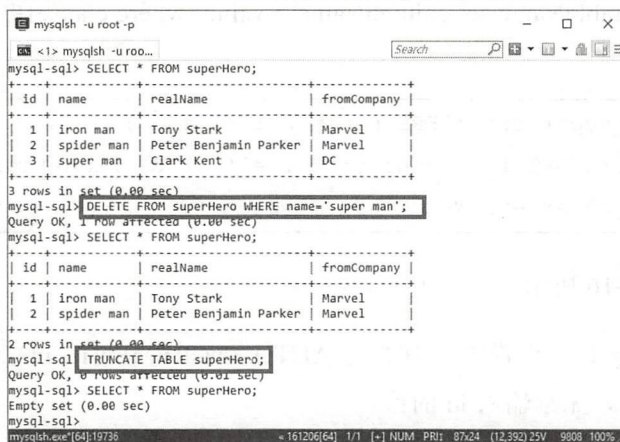 mysqlsh -u root -p
<1> mysqlsh -u roo...
Search
mysql-sql> SELECT * FROM superHero;
+----+------------+-----------------------+-------------+
| id | name | realName | fromCompany |
+----+------------+-----------------------+-------------+
| 1 | iron man | Tony Stark | Marvel |
| 2 | spider man | Peter Benjamin Parker | Marvel |
| 3 | super man | Clark Kent | DC |
+----+------------+-----------------------+-------------+
3 rows in set (0.00 sec)
mysql-sql> DELETE FROM superHero WHERE name='super man';
Query OK, 1 row affected (0.00 sec)
mysql-sql> SELECT * FROM superHero;
+----+------------+-----------------------+-------------+
| id | name | realName | fromCompany |
+----+------------+-----------------------+-------------+
| 1 | iron man | Tony Stark | Marvel |
| 2 | spider man | Peter Benjamin Parker | Marvel |
+----+------------+-----------------------+-------------+
2 rows in set (0.00 sec)
mysql-sql TRUNCATE TABLE superHero;
Query OK, 0 rows affected (0.01 sec)
mysql-sql> SELECT * FROM superHero;
Empty set (0.00 sec)
mysql-sql>
mysqlsh.exe*[64]:19736 « 161206[64] 1/1 [+] NUM PRI: 87x24 (12,392) 25V 9808 100%